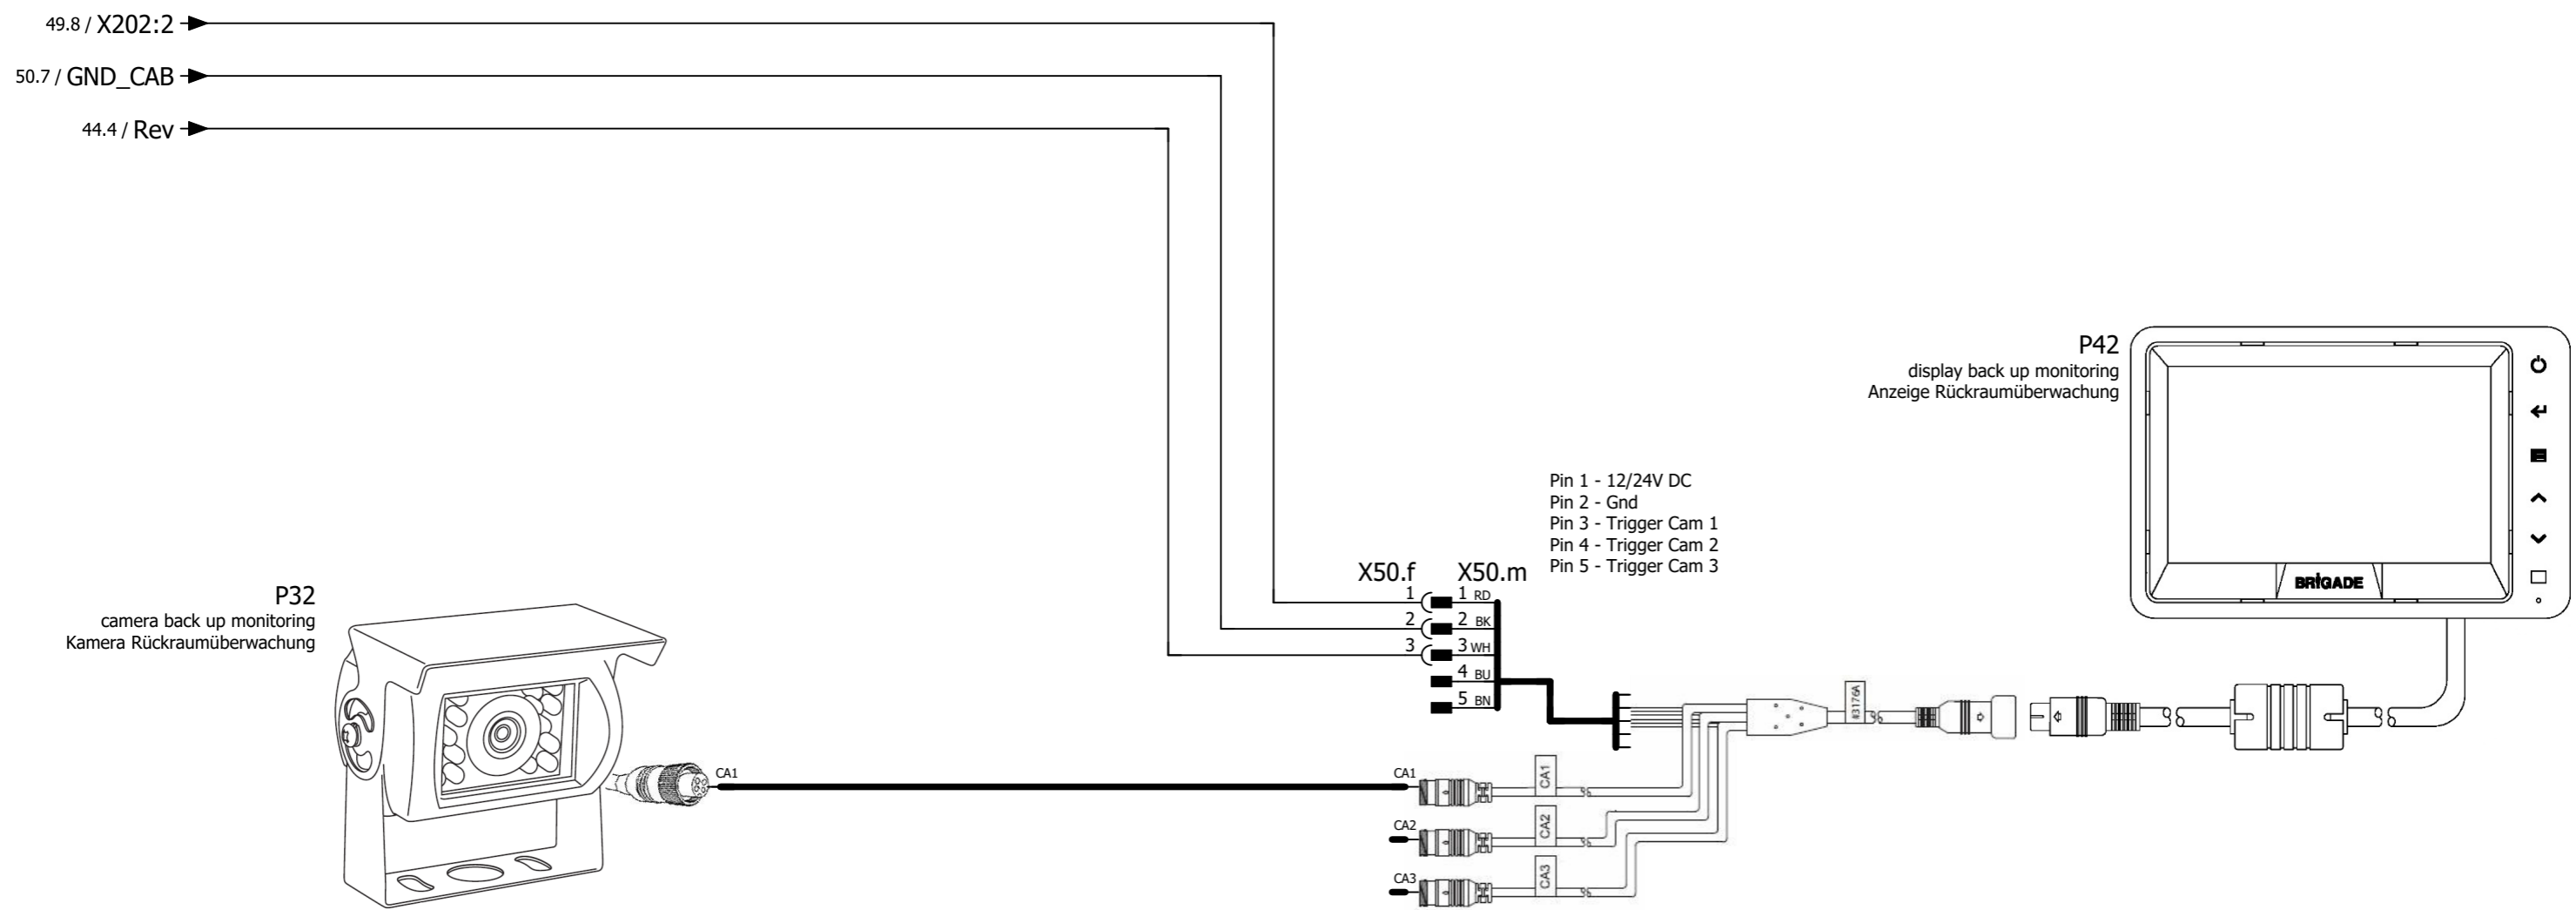 49.8 / X202:2
50.7 / GND_CAB
44.4 / Rev
P42
display back up monitoring
Anzeige Rückraumüberwachung
BRIGADE
Pin 1 - 12/24V DC
Pin 2 - Gnd
Pin 3 - Trigger Cam 1
Pin 4 - Trigger Cam 2
Pin 5 - Trigger Cam 3
X50.f X50.m
1 1 RD
2 2 BK
3 3 WH
4 BU
5 BN
P32
camera back up monitoring
Kamera Rückraumüberwachung
CA1
CA1 CA1
CA2 CA2
CA3 CA3